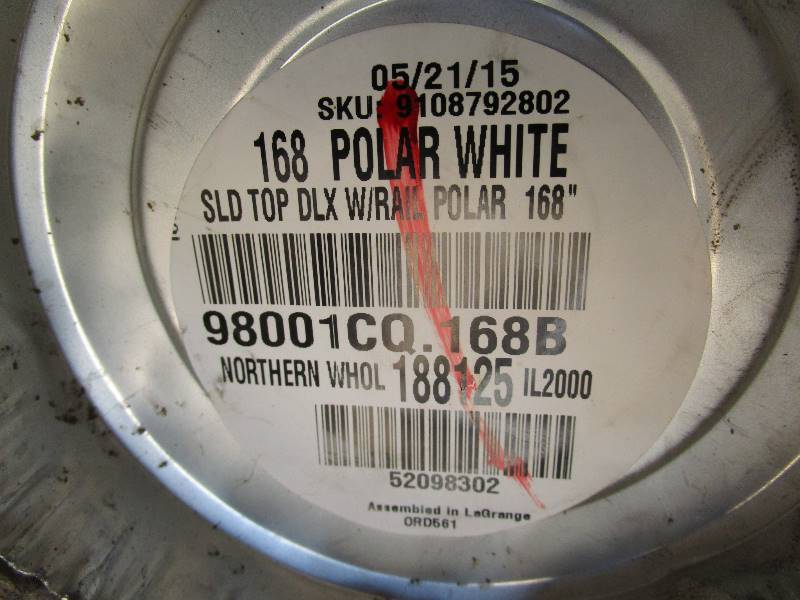 05/21/15
SKU: 9108792802
168 POLAR WHITE
SLD TOP DLX W/RAIL POLAR 168"
98001CQ.168B
NORTHERN WHOL 188125 IL2000
52098302
Assembled in LaGrange
ORD561